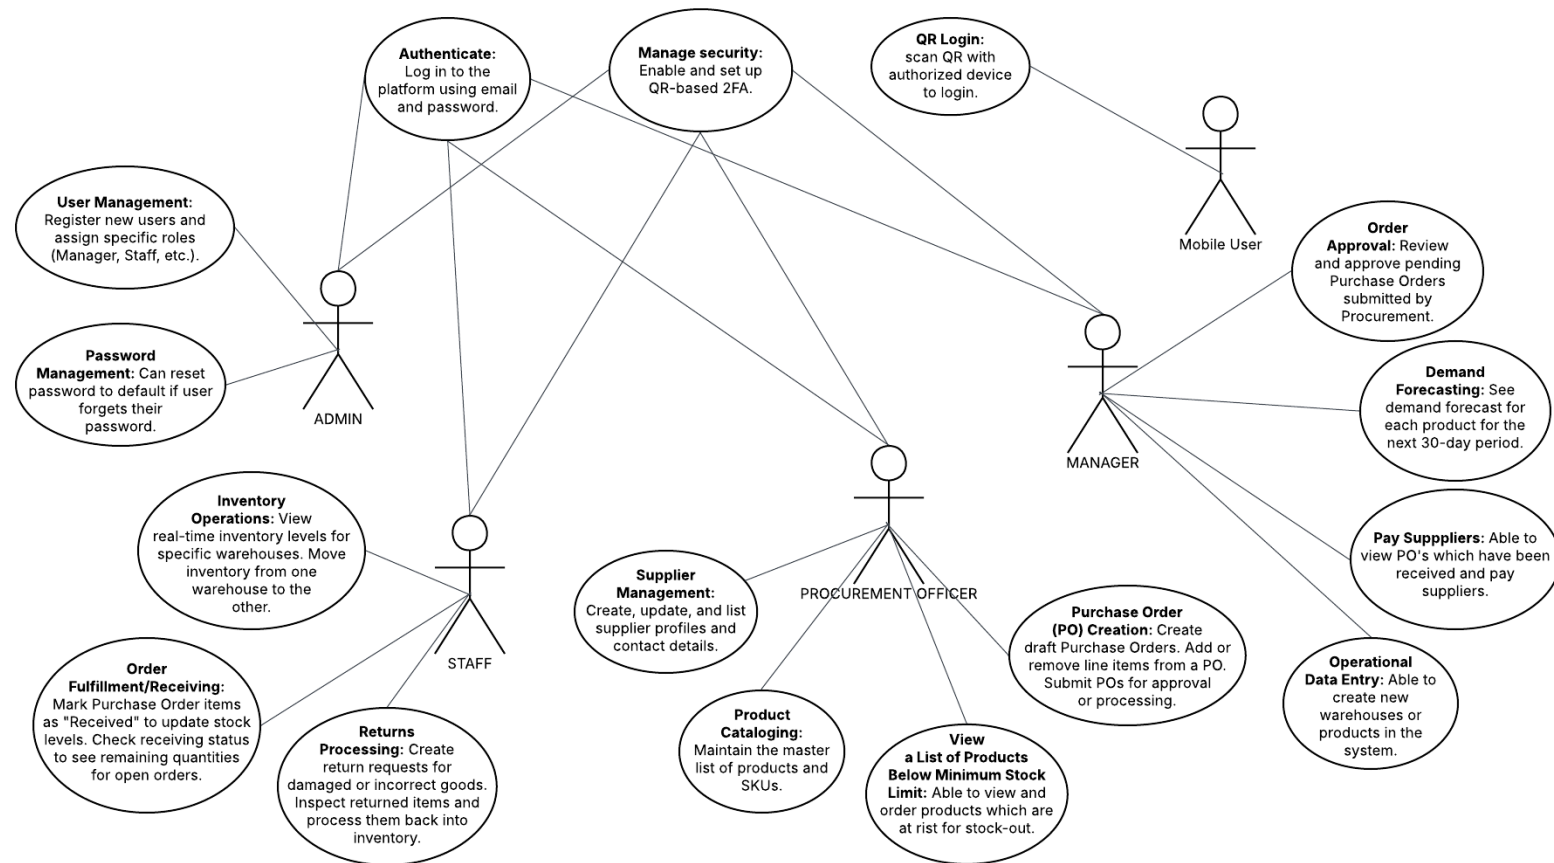 Authenticate:
Log in to the
platform using email
and password.
Manage security:
Enable and set up
QR-based 2FA.
QR Login:
scan QR with
authorized device
to login.
Mobile User
User Management:
Register new users and
assign specific roles
(Manager, Staff, etc.).
Password
Management: Can reset
password to default if user
forgets their
password.
ADMIN
Order
Approval: Review
and approve pending
Purchase Orders
submitted by
Procurement.
MANAGER
Demand
Forecasting: See
demand forecast for
each product for the
next 30-day period.
Pay Supppliers: Able to
view PO's which have been
received and pay
suppliers.
Operational
Data Entry: Able to
create new
warehouses or
products in the
system.
Inventory
Operations: View
real-time inventory levels for
specific warehouses. Move
inventory from one
warehouse to the
other.
STAFF
Order
Fulfillment/Receiving:
Mark Purchase Order items
as "Received" to update stock
levels. Check receiving status
to see remaining quantities
for open orders.
Returns
Processing: Create
return requests for
damaged or incorrect goods.
Inspect returned items and
process them back into
inventory.
PROCUREMENT OFFICER
Supplier
Management:
Create, update, and list
supplier profiles and
contact details.
Product
Cataloging:
Maintain the master
list of products and
SKUs.
View
a List of Products
Below Minimum Stock
Limit: Able to view and
order products which are
at rist for stock-out.
Purchase Order
(PO) Creation: Create
draft Purchase Orders. Add or
remove line items from a PO.
Submit POs for approval
or processing.